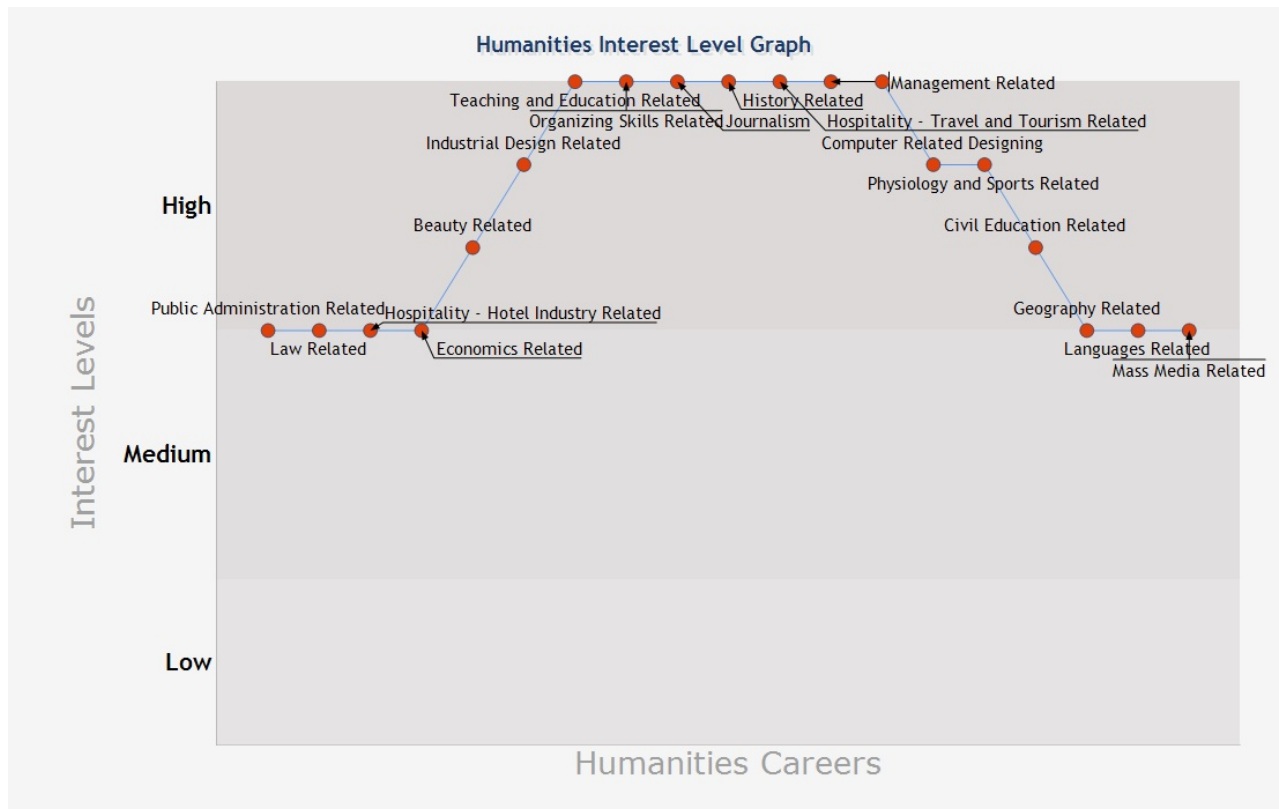 Humanities Interest Level Graph
Management Related
Teaching and Education Related
History Related
Organizing Skills Related
Journalism
Hospitality - Travel and Tourism Related
Industrial Design Related
Computer Related Designing
Physiology and Sports Related
High
Beauty Related
Civil Education Related
Public Administration Related
Hospitality - Hotel Industry Related
Geography Related
Law Related
Economics Related
Languages Related
Mass Media Related
Interest Levels
Medium
Low
Humanities Careers